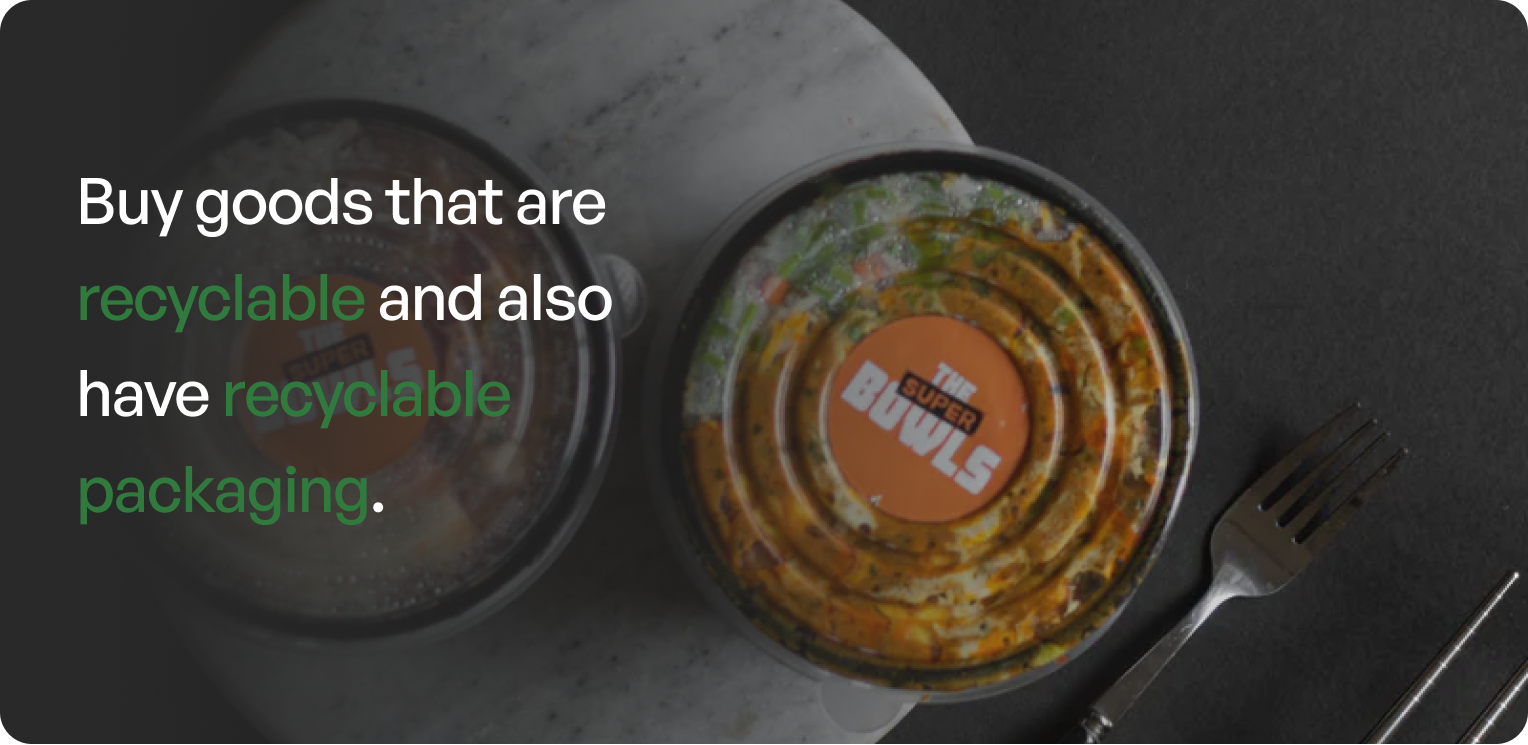 Buy goods that are
recyclable and also
have recyclable
packaging.
THE
SUPER
BOWLS
THE
SUPER
BOWLS